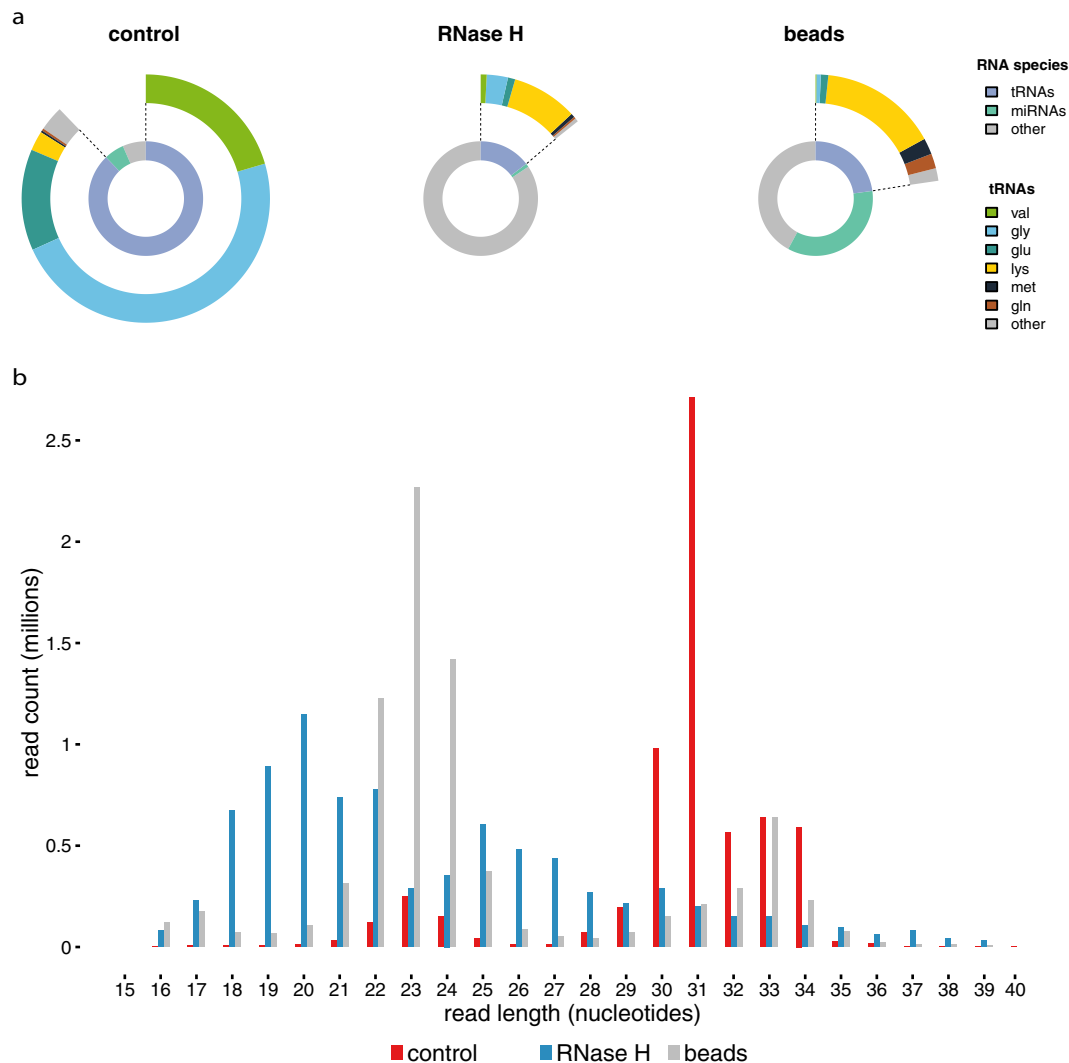 a
control
RNase H
beads
RNA species
tRNAs
miRNAs
other
tRNAs
val
gly
glu
lys
met
gln
other
b
read count (millions)
2.5
2
1.5
1
0.5
0
15 16 17 18 19 20 21 22 23 24 25 26 27 28 29 30 31 32 33 34 35 36 37 38 39 40
read length (nucleotides)
control RNase H beads